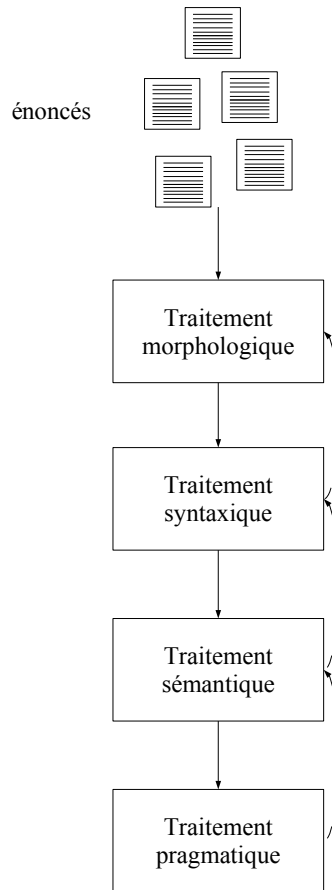 énoncés
Traitement
morphologique
Traitement
syntaxique
Traitement
sémantique
Traitement
pragmatique